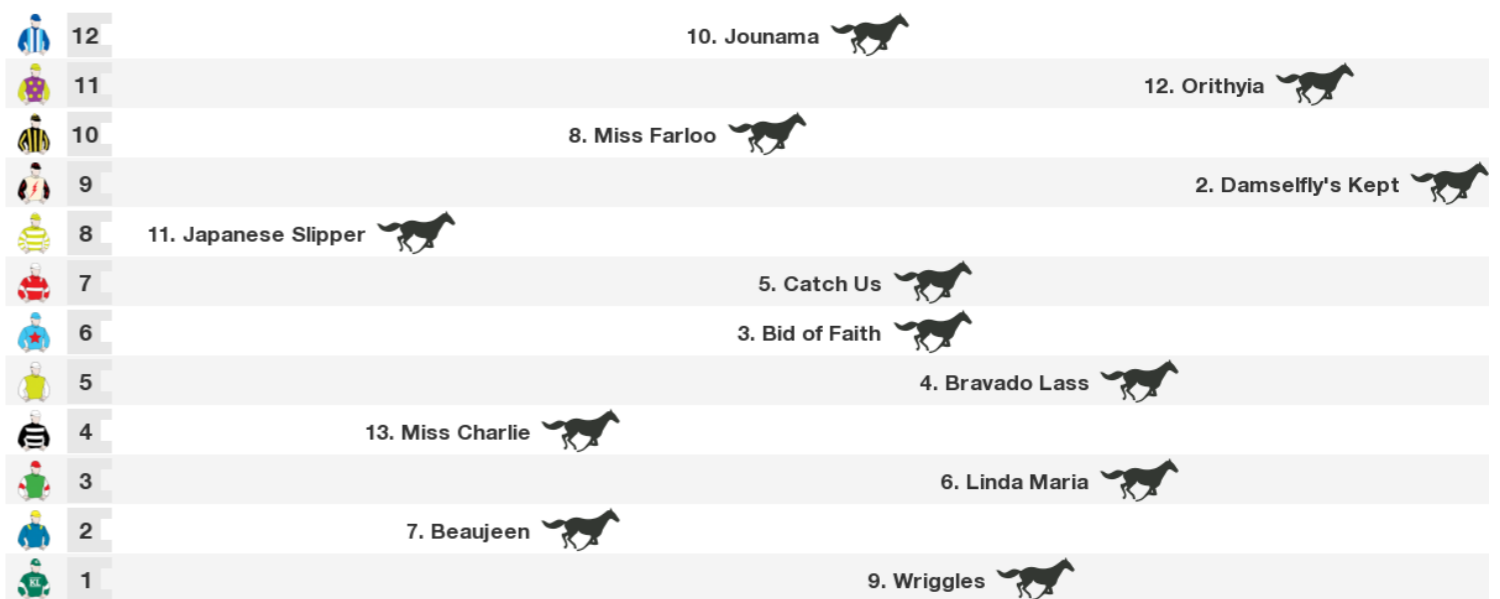 12 10. Jounama
11 12. Orithyia
10 8. Miss Farloo
9 2. Damselfly's Kept
8 11. Japanese Slipper
7 5. Catch Us
6 3. Bid of Faith
5 4. Bravado Lass
4 13. Miss Charlie
3 6. Linda Maria
2 7. Beaujeen
KL 1 9. Wriggles